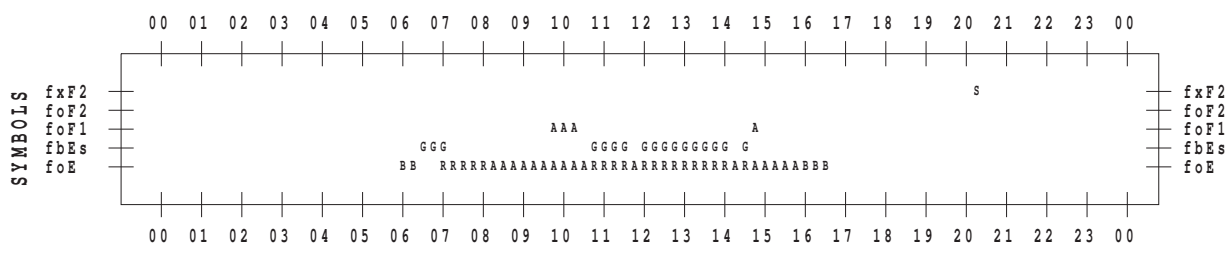 00 01 02 03 04 05 06 07 08 09 10 11 12 13 14 15 16 17 18 19 20 21 22 23 00
SYMBOLS
fxF2 S fxF2
foF2 foF2
foF1 AAA A foF1
fbEs GGG GGGG GGGGGGGGG G fbEs
foE BB RRRRRAAAAAAAAAARRRRARRRRRRRRRARAAAAABBB foE
00 01 02 03 04 05 06 07 08 09 10 11 12 13 14 15 16 17 18 19 20 21 22 23 00